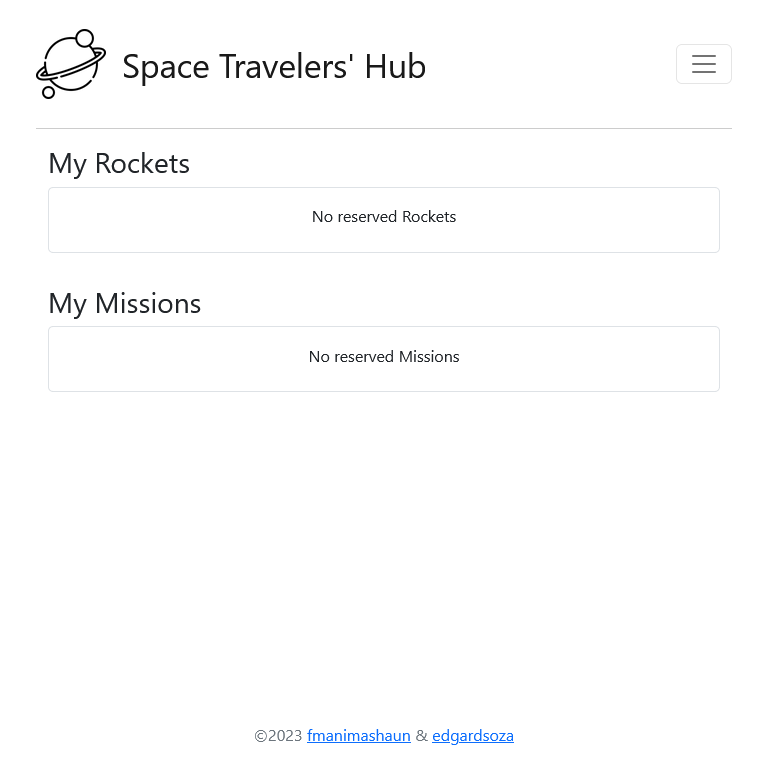 Space Travelers' Hub
My Rockets
No reserved Rockets
My Missions
No reserved Missions
©2023 fmanimashaun & edgardsoza